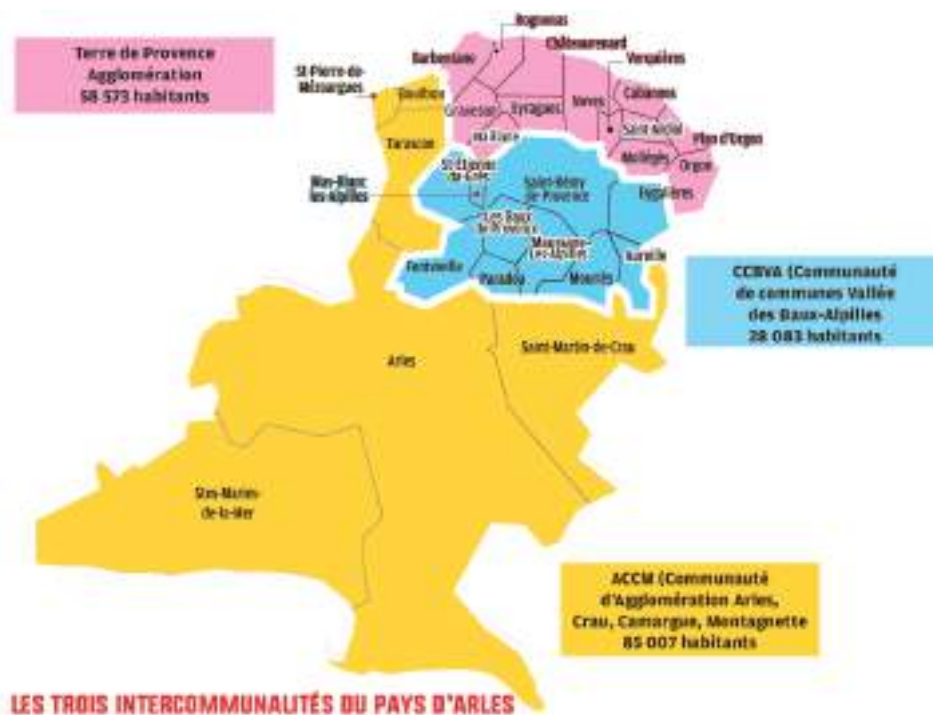 Rognonas
Châteaurenard
Barbentane
Verquières
Terre de Provence
Agglomération
58 573 habitants
St-Pierre-de-
Mézoargues
Boulbon
Cabannes
Graveson
Eyragues
Noves
Saint Andiol
Plan d'Orgon
Tarascon
Maillane
Mollégès
Orgon
St-Etienne
du-Grès
Mas-Blanc
les-Alpilles
Saint-Rémy
de Provence
Eygalières
Les Baux
de Provence
Maussane-
Les-Alpilles
Aureille
Fontvieille
Paradou
Mouriès
CCBVA (Communauté
de communes Vallée
des Baux-Alpilles
28 083 habitants
Arles
Saint-Martin-de-Crau
Stes-Maries-
de-la-Mer
ACCM (Communauté
d'Agglomération Arles,
Crau, Camargue, Montagnette
85 007 habitants
LES TROIS INTERCOMMUNALITÉS DU PAYS D'ARLES